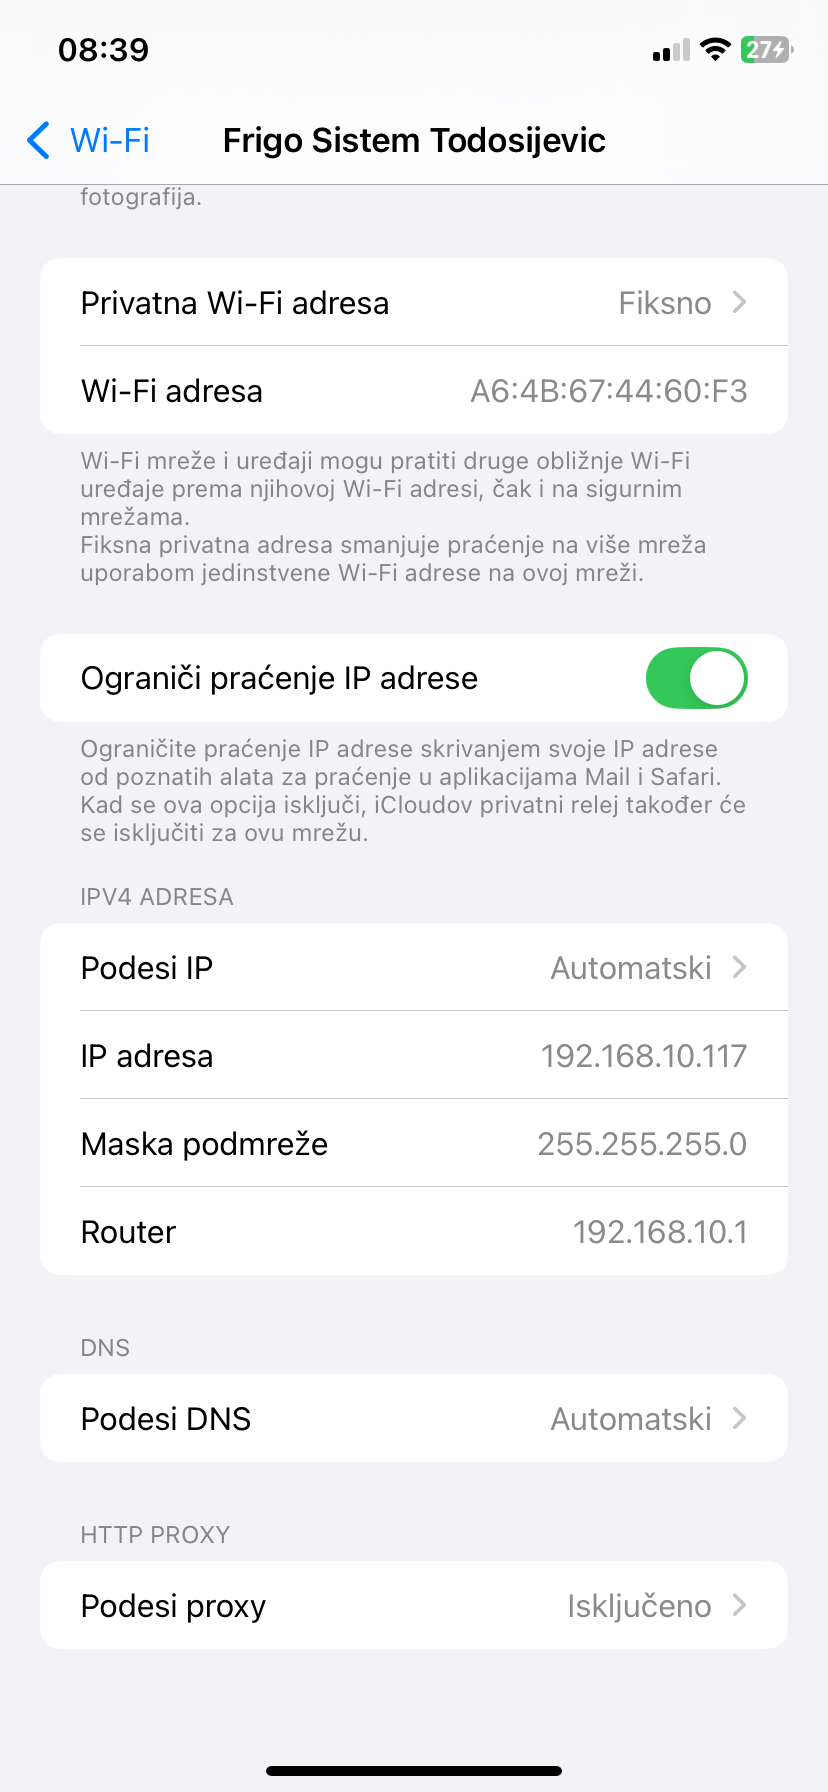 08:39
27
Wi-Fi
Frigo Sistem Todosijevic
fotografija.
Privatna Wi-Fi adresa Fiksno
Wi-Fi adresa A6:4B:67:44:60:F3
Wi-Fi mreže i uređaji mogu pratiti druge obližnje Wi-Fi
uređaje prema njihovoj Wi-Fi adresi, čak i na sigurnim
mrežama.
Fiksna privatna adresa smanjuje praćenje na više mreža
uporabom jedinstvene Wi-Fi adrese na ovoj mreži.
Ograniči praćenje IP adrese
Ograničite praćenje IP adrese skrivanjem svoje IP adrese
od poznatih alata za praćenje u aplikacijama Mail i Safari.
Kad se ova opcija isključi, iCloudov privatni relej također će
se isključiti za ovu mrežu.
IPV4 ADRESA
Podesi IP Automatski
IP adresa 192.168.10.117
Maska podmreže 255.255.255.0
Router 192.168.10.1
DNS
Podesi DNS Automatski
HTTP PROXY
Podesi proxy Isključeno